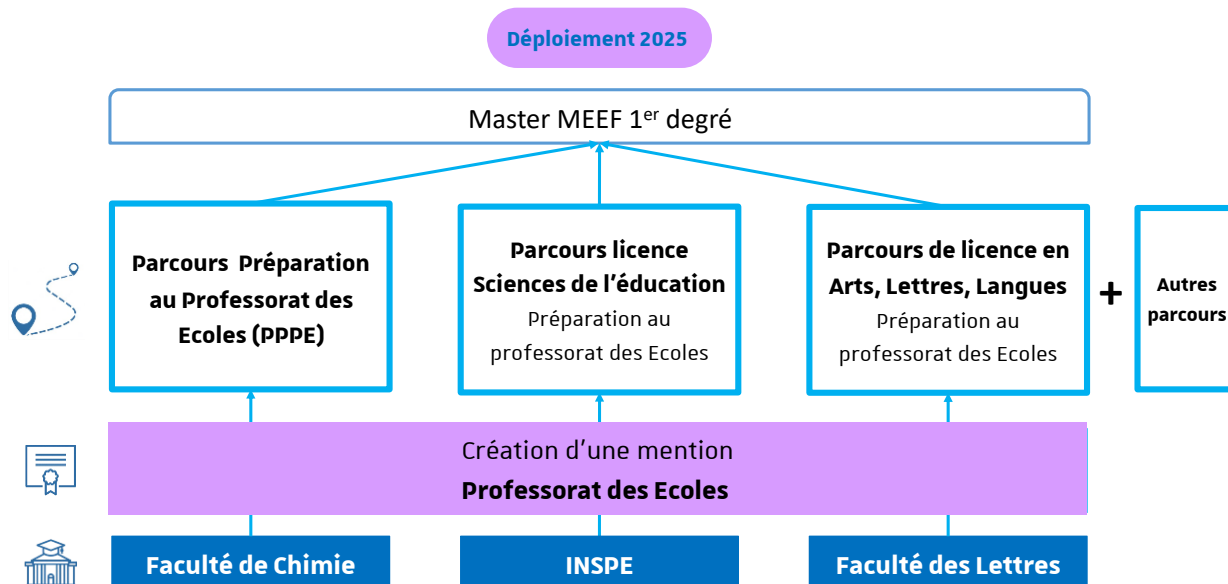 Déploiement 2025
Master MEEF 1er degré
Parcours Préparation
au Professorat des
Ecoles (PPPE)
Parcours licence
Sciences de l'éducation
Préparation au
professorat des Ecoles
Parcours de licence en
Arts, Lettres, Langues
Préparation au
professorat des Ecoles
+
Autres
parcours
Création d'une mention
Professorat des Ecoles
Faculté de Chimie
INSPE
Faculté des Lettres